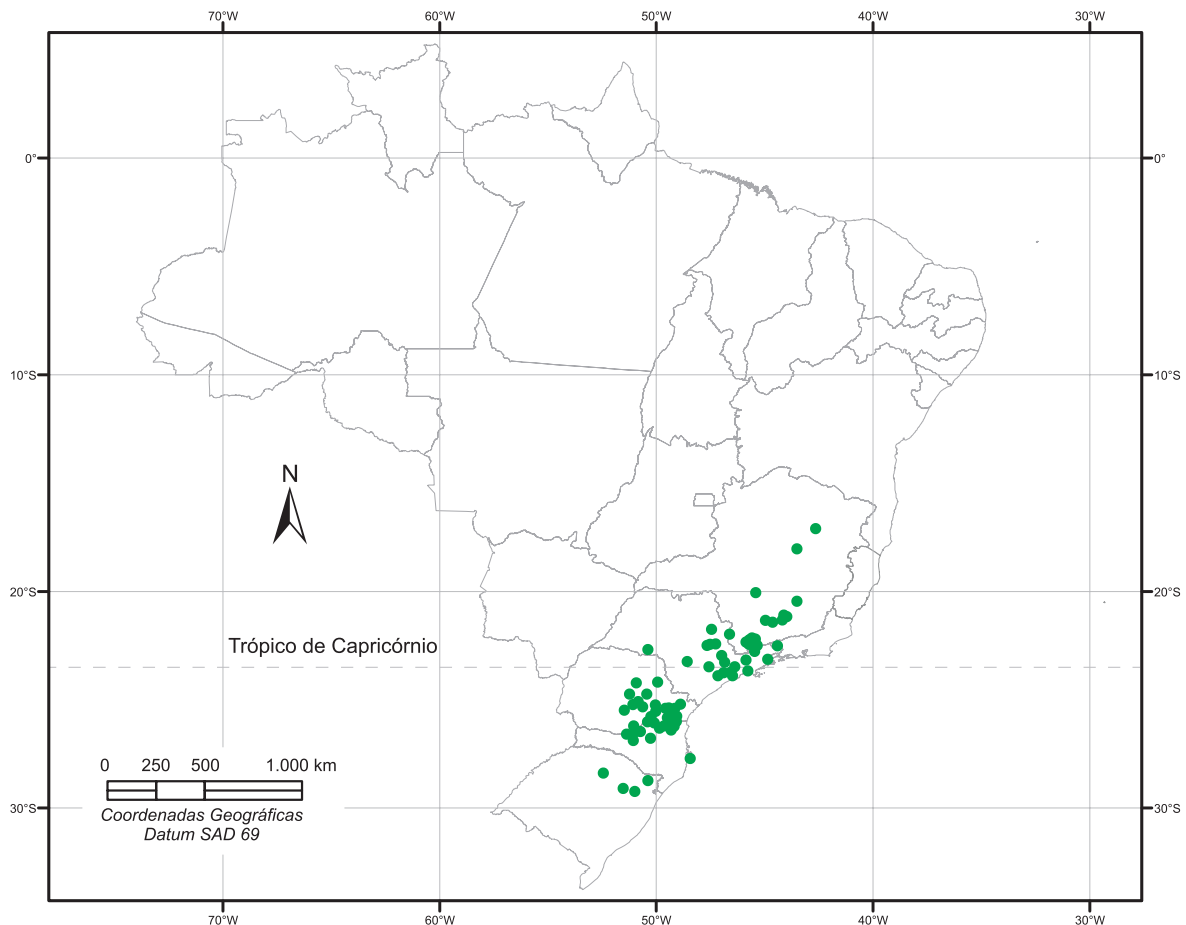 70°W 60°W 50°W 40°W 30°W
0° 0°
10°S 10°S
N
20°S 20°S
Trópico de Capricórnio
0 250 500 1.000 km
30°S 30°S
Coordenadas Geográficas
Datum SAD 69
70°W 60°W 50°W 40°W 30°W